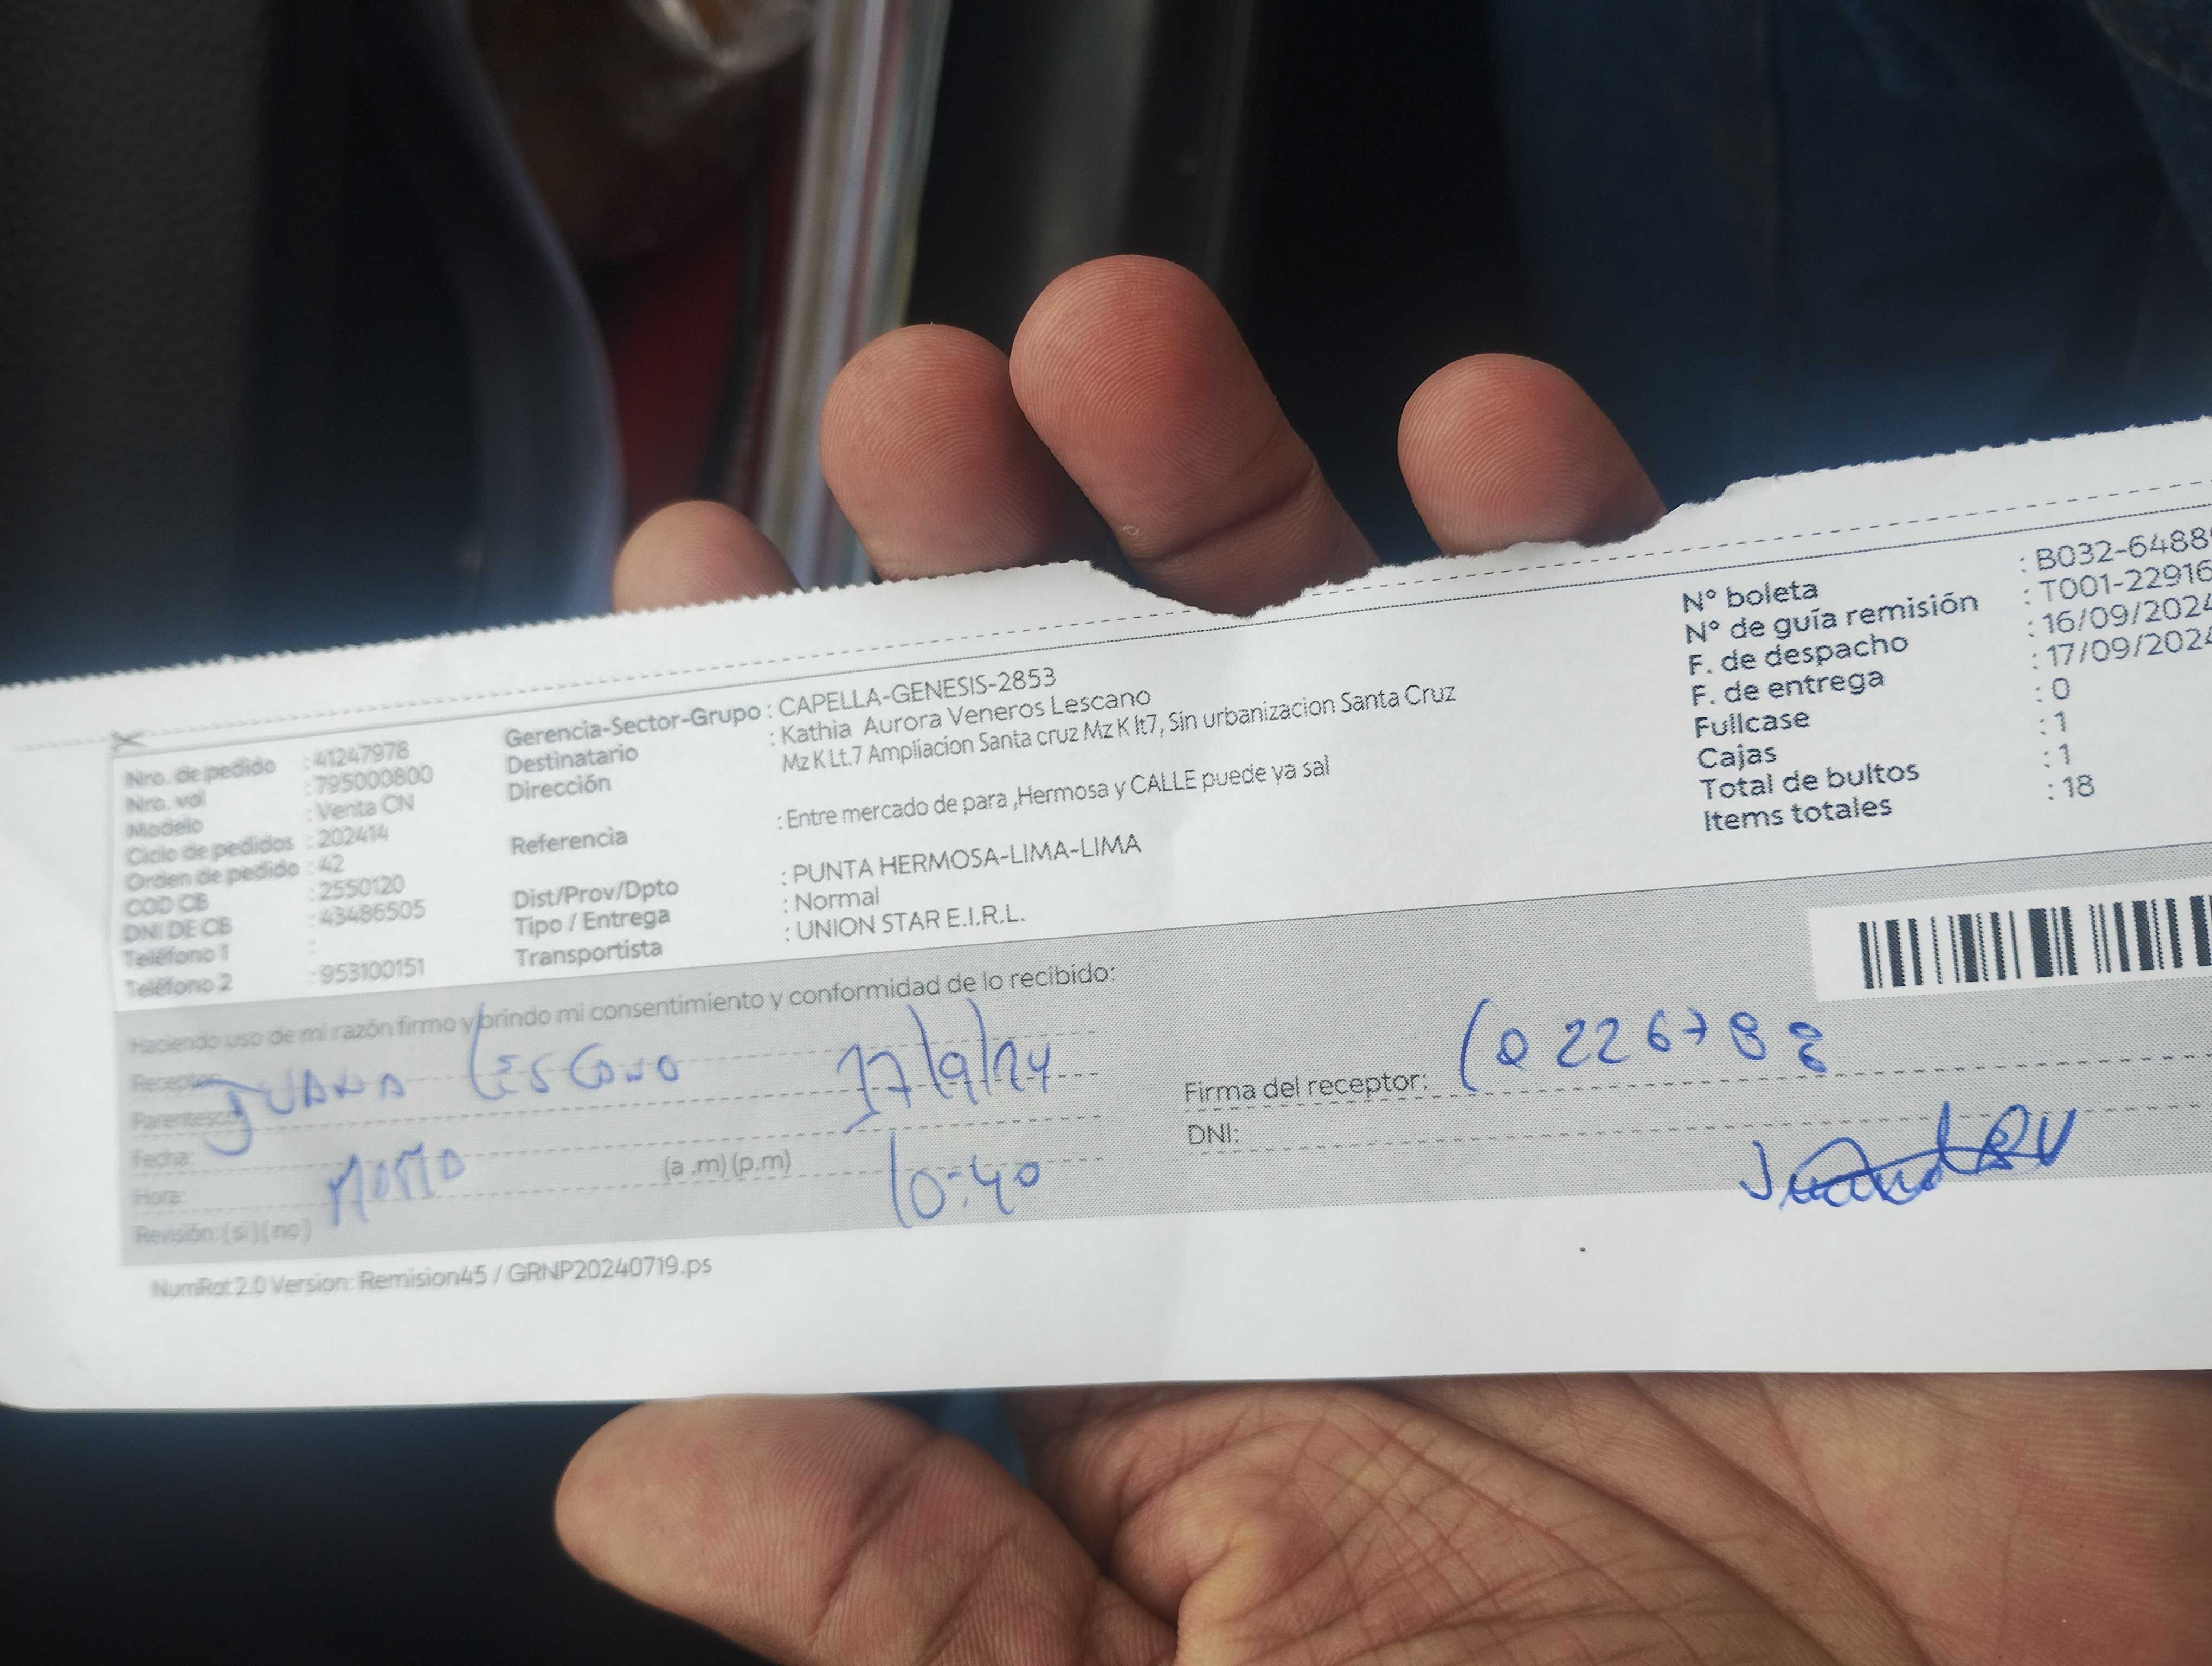 Nro. de pedido : 41247978
Nro. vol : 795000800
Modelo : Venta CN
Ciclo de pedidos : 202414
Orden de pedido : 42
COD CB : 2550120
DNI DE CB : 43486505
Teléfono 1 :
Teléfono 2 : 953100151
Gerencia-Sector-Grupo : CAPELLA-GENESIS-2853
Destinatario : Kathia Aurora Veneros Lescano
Dirección Mz K Lt.7 Ampliacion Santa cruz Mz K lt7, Sin urbanizacion Santa Cruz
Referencia : Entre mercado de para ,Hermosa y CALLE puede ya sal
Dist/Prov/Dpto : PUNTA HERMOSA-LIMA-LIMA
Tipo / Entrega : Normal
Transportista : UNION STAR E.I.R.L.
N° boleta : B032-6488
N° de guía remisión : T001-22916
F. de despacho : 16/09/2024
F. de entrega : 17/09/2024
Fullcase : 0
Cajas : 1
Total de bultos : 1
Items totales : 18
Haciendo uso de mi razón firmo y brindo mi consentimiento y conformidad de lo recibido:
Receptor:
JUANA LESCANO 17/9/24
Parentesco:
Fecha:
Hora: (a .m) (p.m) 10:40
Revisión: ( si ) ( no )
Firma del receptor:
DNI:
NumRot 2.0 Version: Remision45 / GRNP20240719.ps